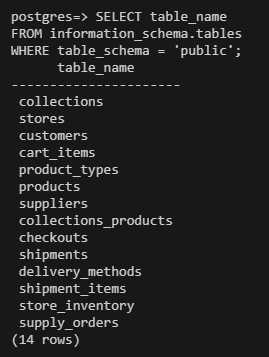 postgres=> SELECT table_name
FROM information_schema.tables
WHERE table_schema = 'public';
table_name
----------------------
collections
stores
customers
cart_items
product_types
products
suppliers
collections_products
checkouts
shipments
delivery_methods
shipment_items
store_inventory
supply_orders
(14 rows)